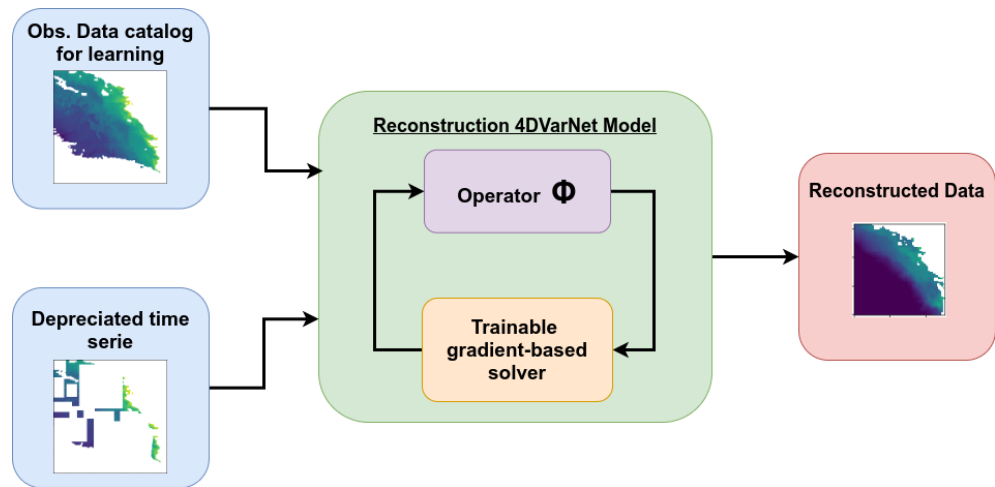 Obs. Data catalog
for learning
Depreciated time
serie
Reconstruction 4DVarNet Model
Operator Φ
Trainable
gradient-based
solver
Reconstructed Data